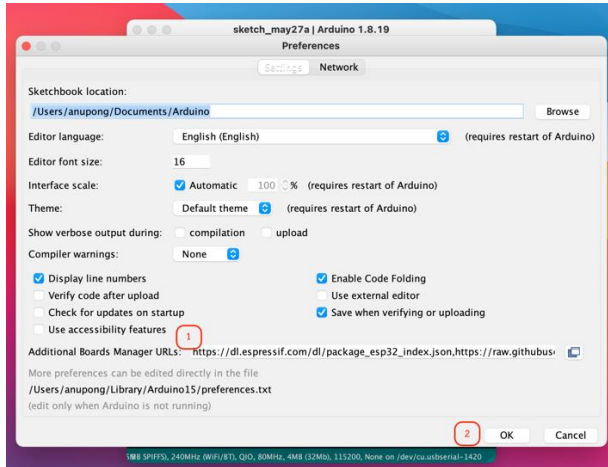 sketch_may27a | Arduino 1.8.19
Preferences
Settings Network
Sketchbook location:
/Users/anupong/Documents/Arduino Browse
Editor language: English (English) (requires restart of Arduino)
Editor font size: 16
Interface scale: Automatic 100 % (requires restart of Arduino)
Theme: Default theme (requires restart of Arduino)
Show verbose output during: compilation upload
Compiler warnings: None
Display line numbers Enable Code Folding
Verify code after upload Use external editor
Check for updates on startup Save when verifying or uploading
Use accessibility features 1
Additional Boards Manager URLs: https://dl.espressif.com/dl/package_esp32_index.json,https://raw.githubus
More preferences can be edited directly in the file
/Users/anupong/Library/Arduino15/preferences.txt
(edit only when Arduino is not running)
2 OK Cancel
SPIFFS), 240MHz (WiFi/BT), QIO, 80MHz, 4MB (32Mb), 115200, None on /dev/cu.usbserial-1420